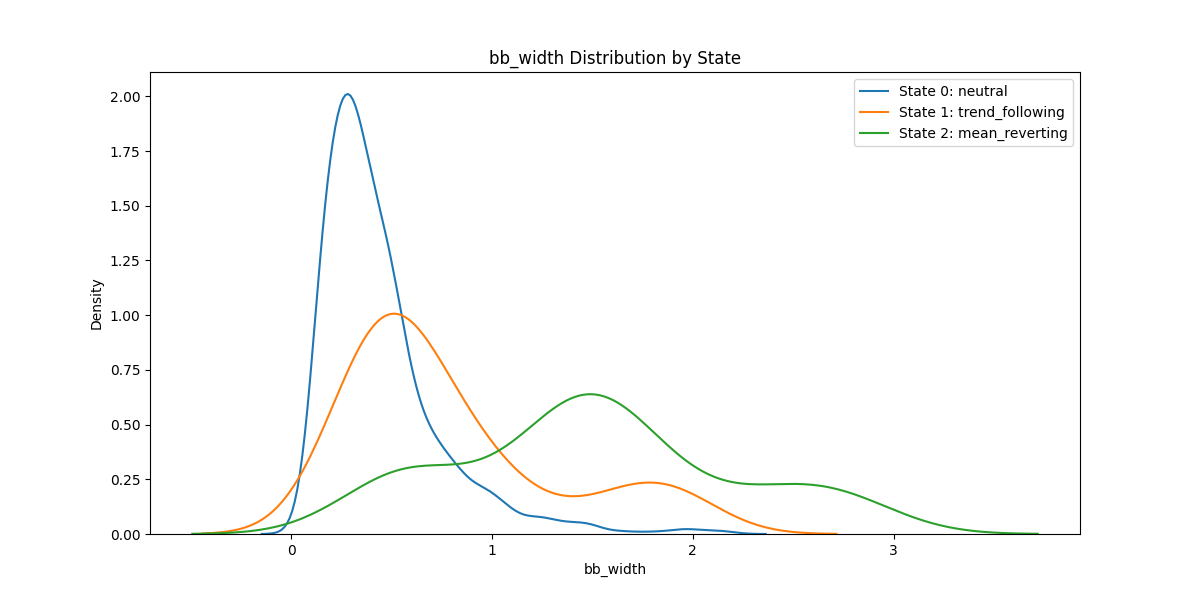 bb_width Distribution by State
State 0: neutral
State 1: trend_following
State 2: mean_reverting
Density
2.00
1.75
1.50
1.25
1.00
0.75
0.50
0.25
0.00
0 1 2 3
bb_width